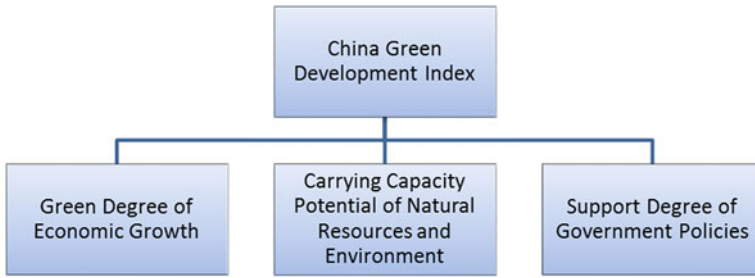 China Green
Development Index
Green Degree of
Economic Growth
Carrying Capacity
Potential of Natural
Resources and
Environment
Support Degree of
Government Policies